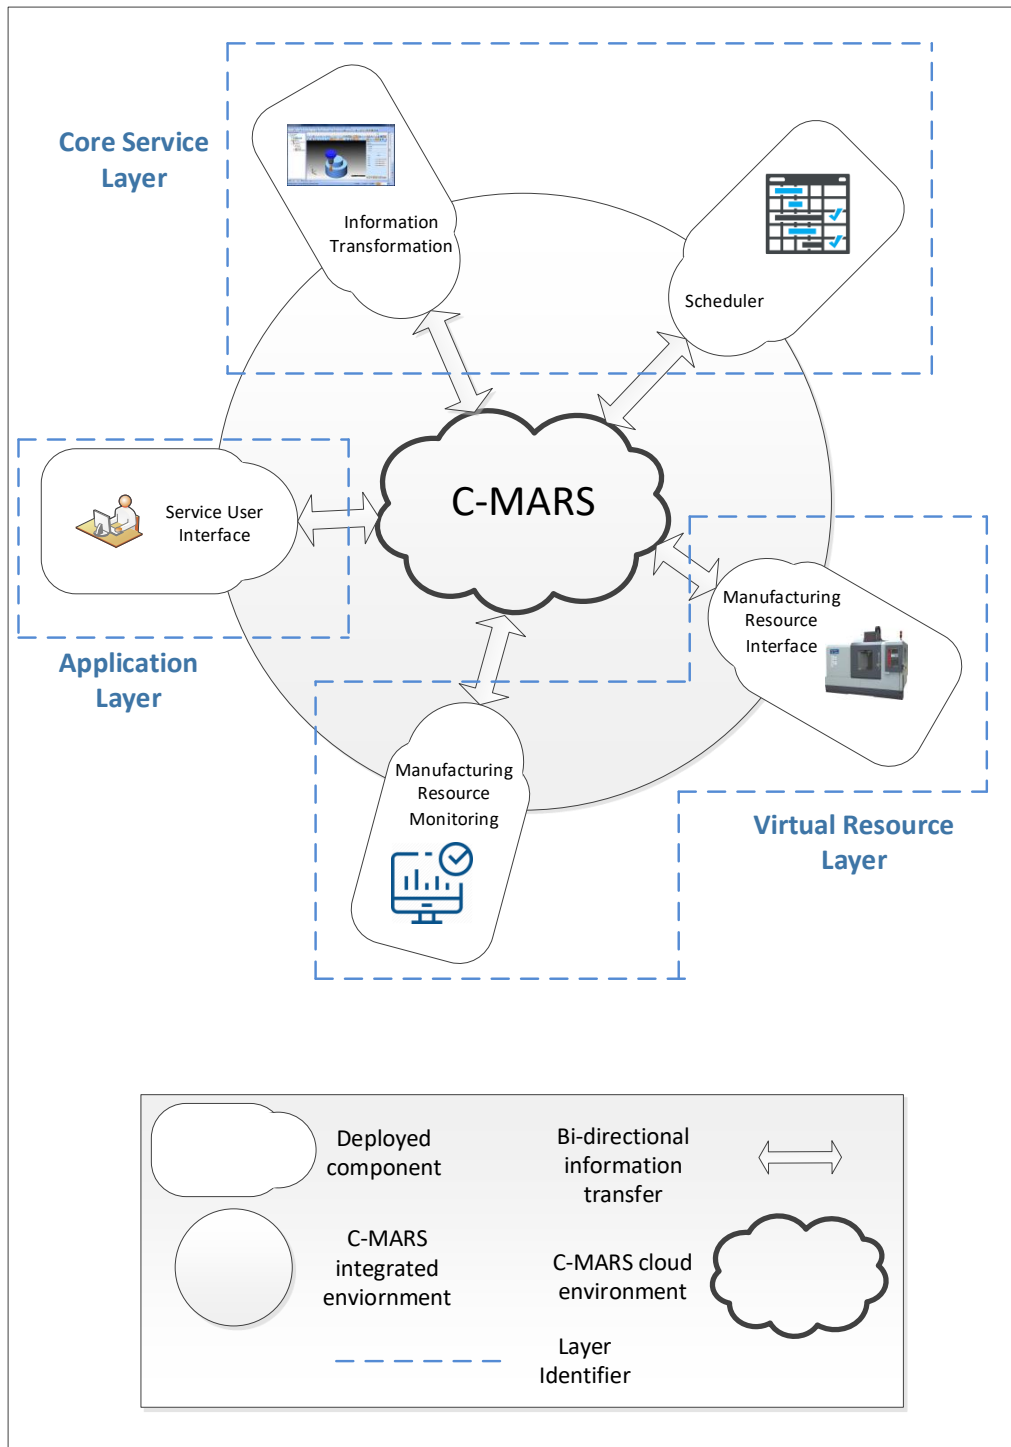 Core Service
Layer
Information
Transformation
Scheduler
C-MARS
Service User
Interface
Application
Layer
Manufacturing
Resource
Interface
Manufacturing
Resource
Monitoring
Virtual Resource
Layer
Deployed
component
Bi-directional
information
transfer
C-MARS
integrated
enviornment
C-MARS cloud
environment
Layer
Identifier